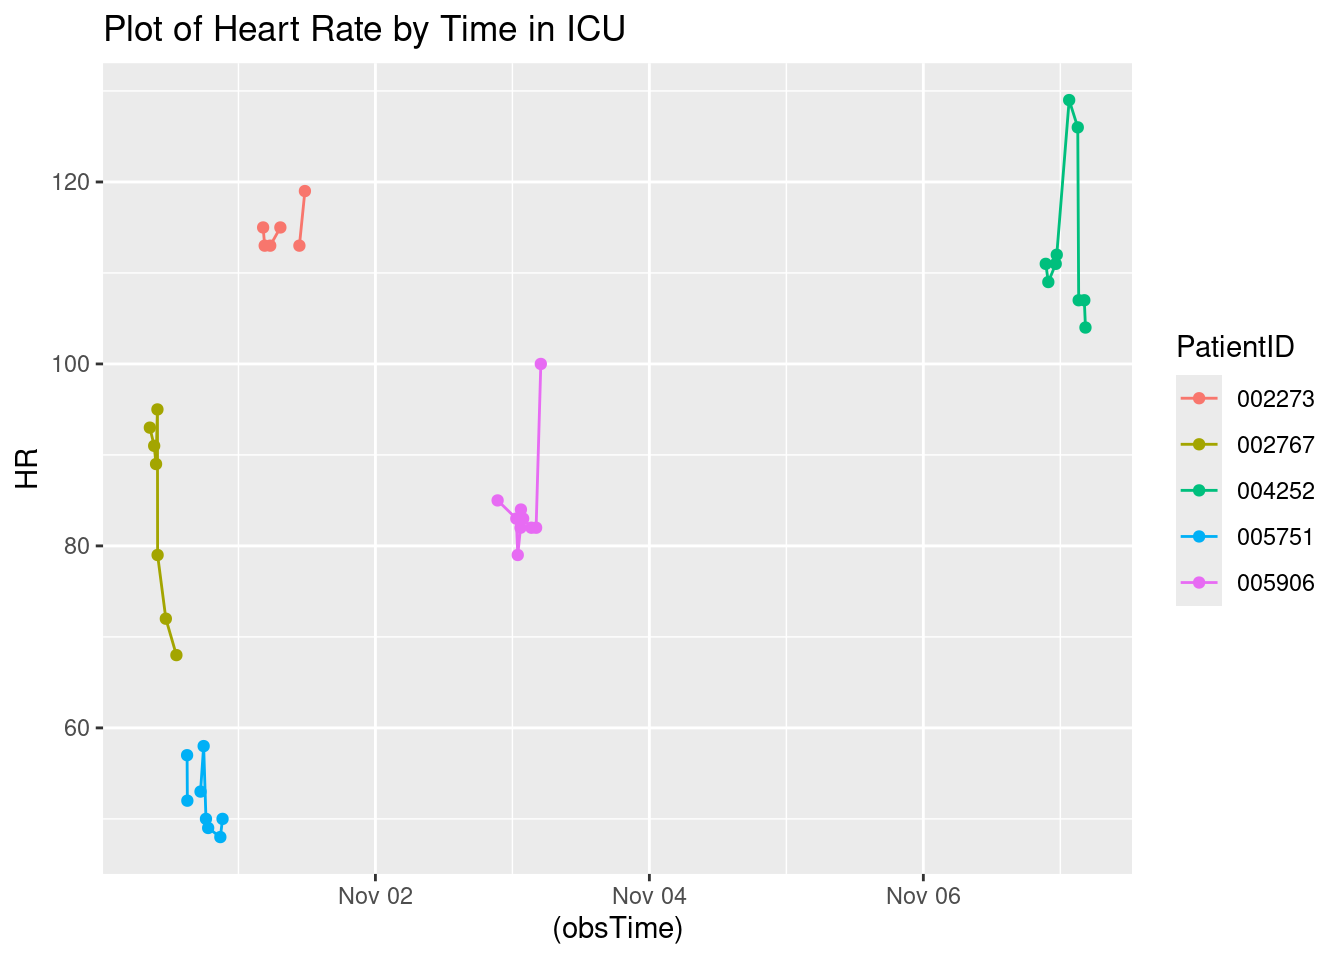 Plot of Heart Rate by Time in ICU
120
100
80
60
HR
Nov 02
Nov 04
Nov 06
(obsTime)
PatientID
002273
002767
004252
005751
005906